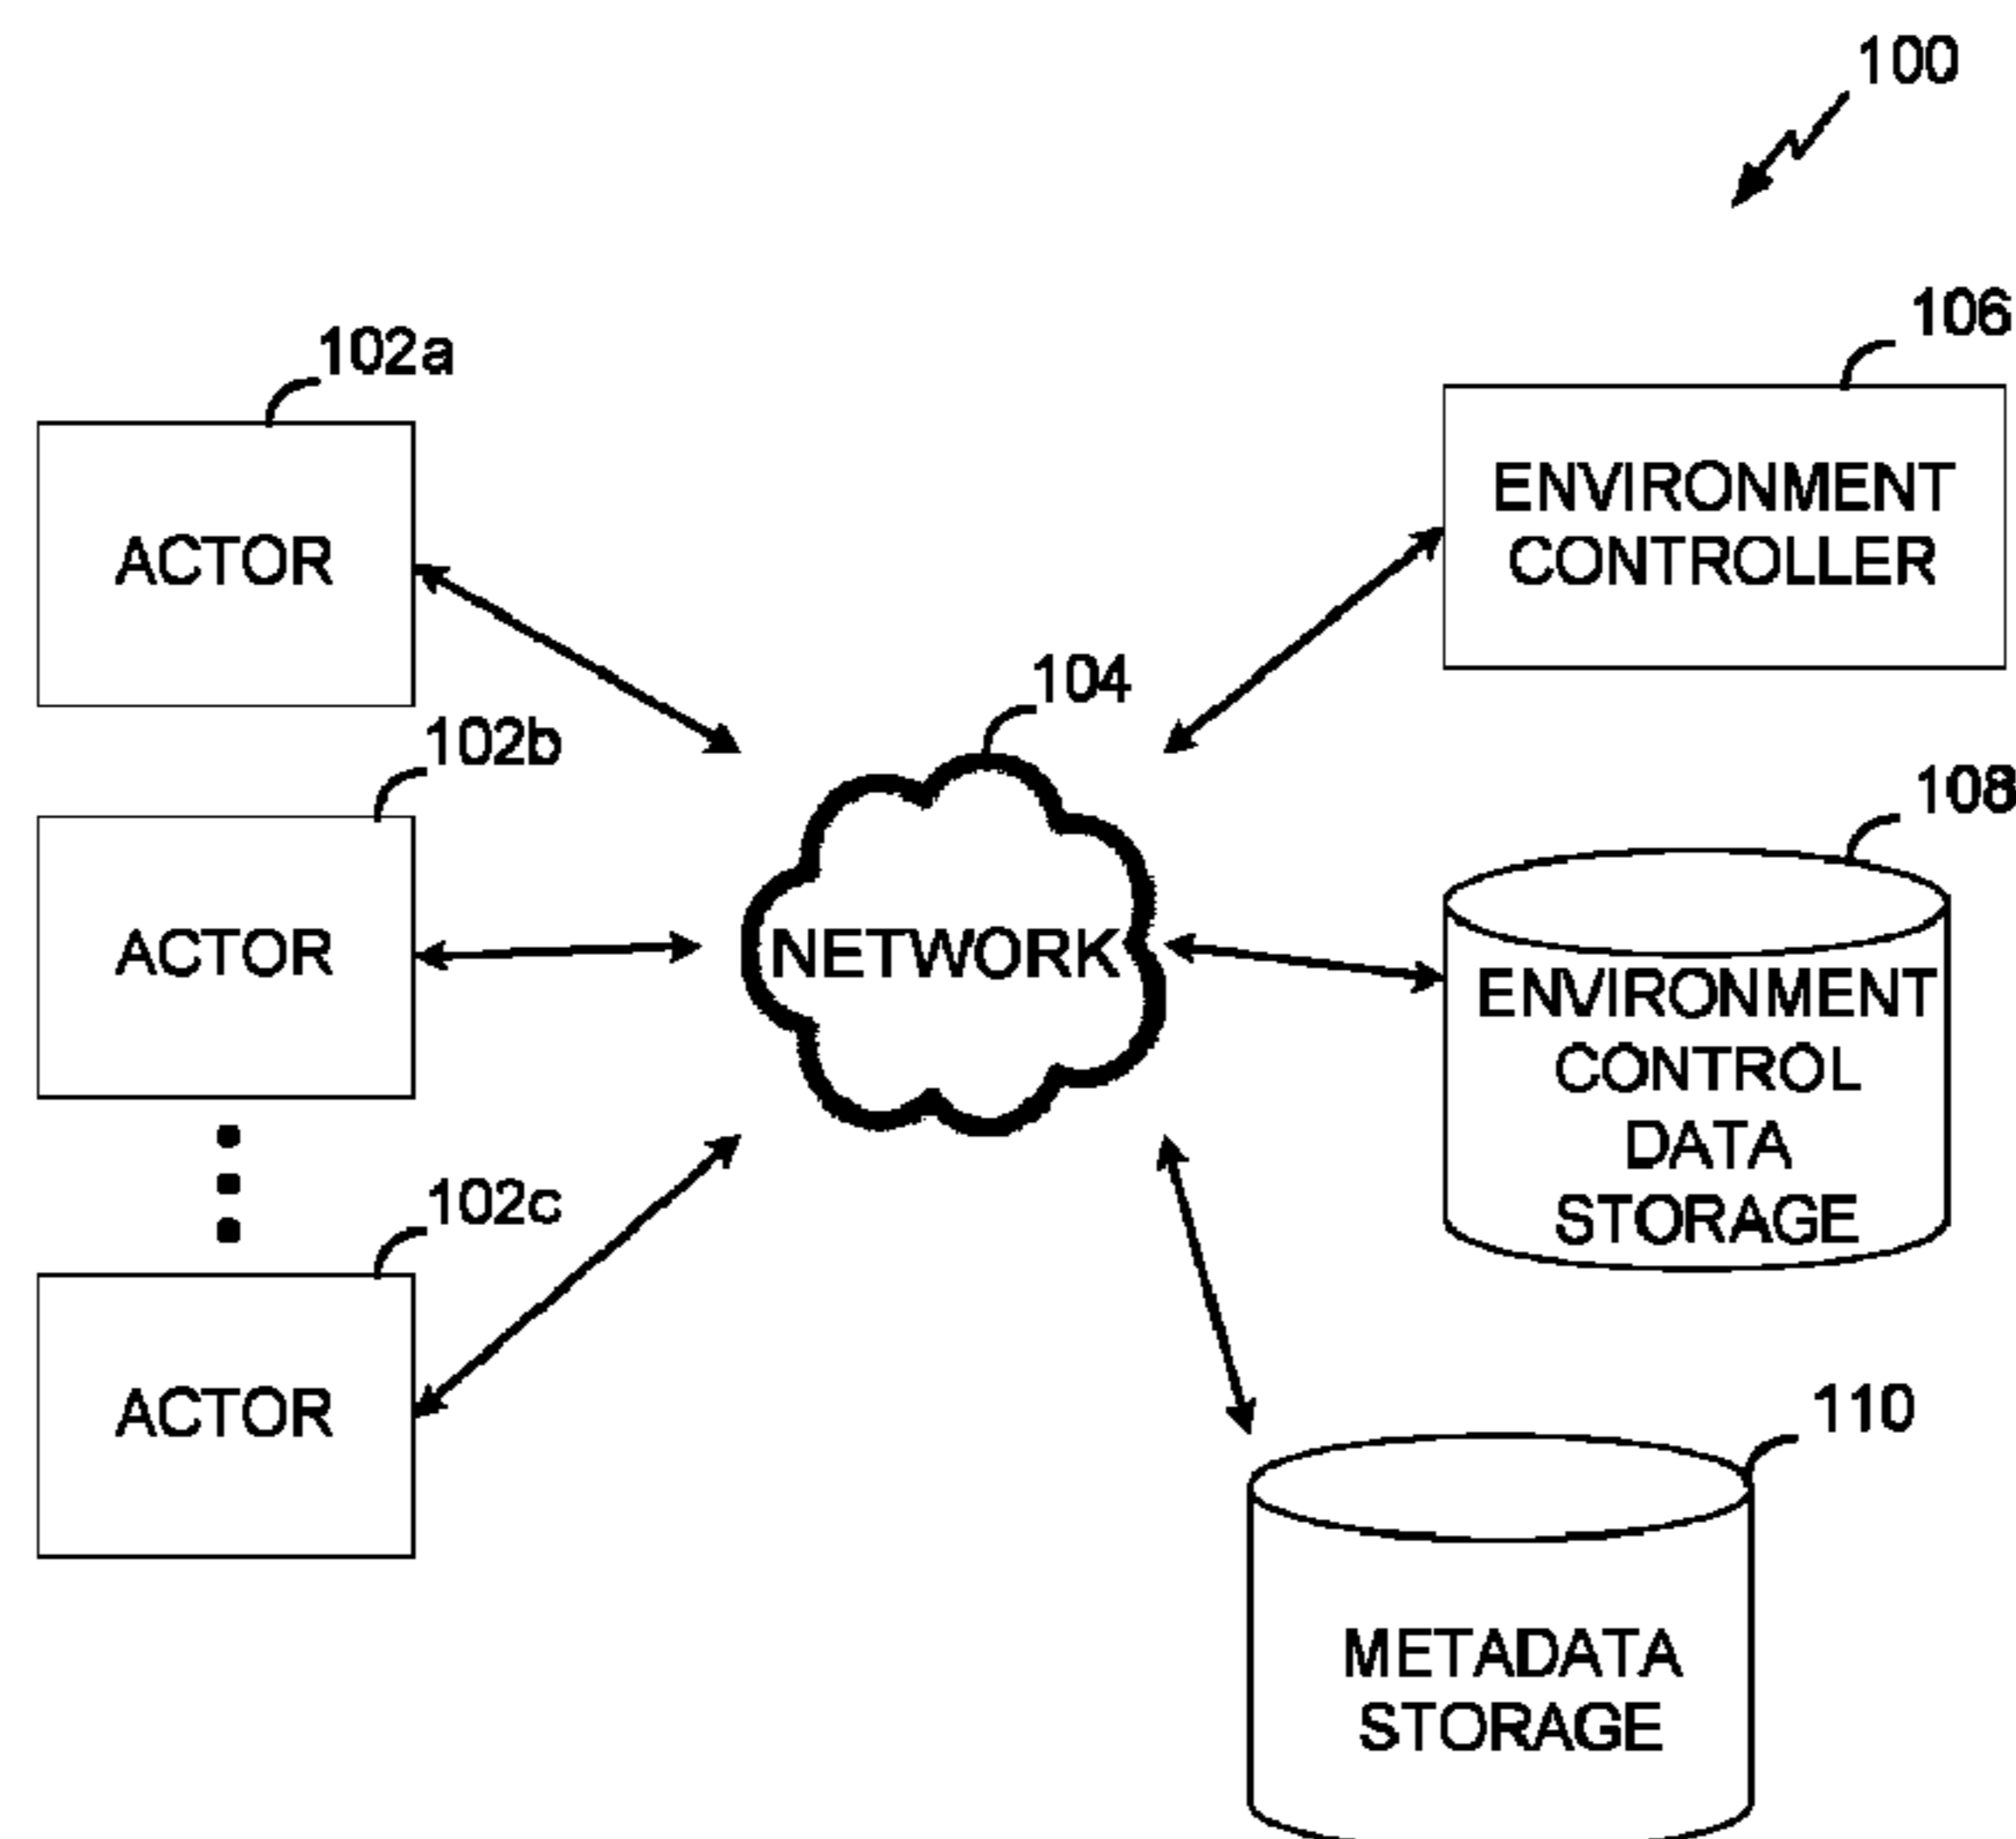 100
102a
106
ACTOR
ENVIRONMENT
CONTROLLER
104
102b
108
ACTOR
NETWORK
ENVIRONMENT
CONTROL
DATA
STORAGE
102c
ACTOR
110
METADATA
STORAGE